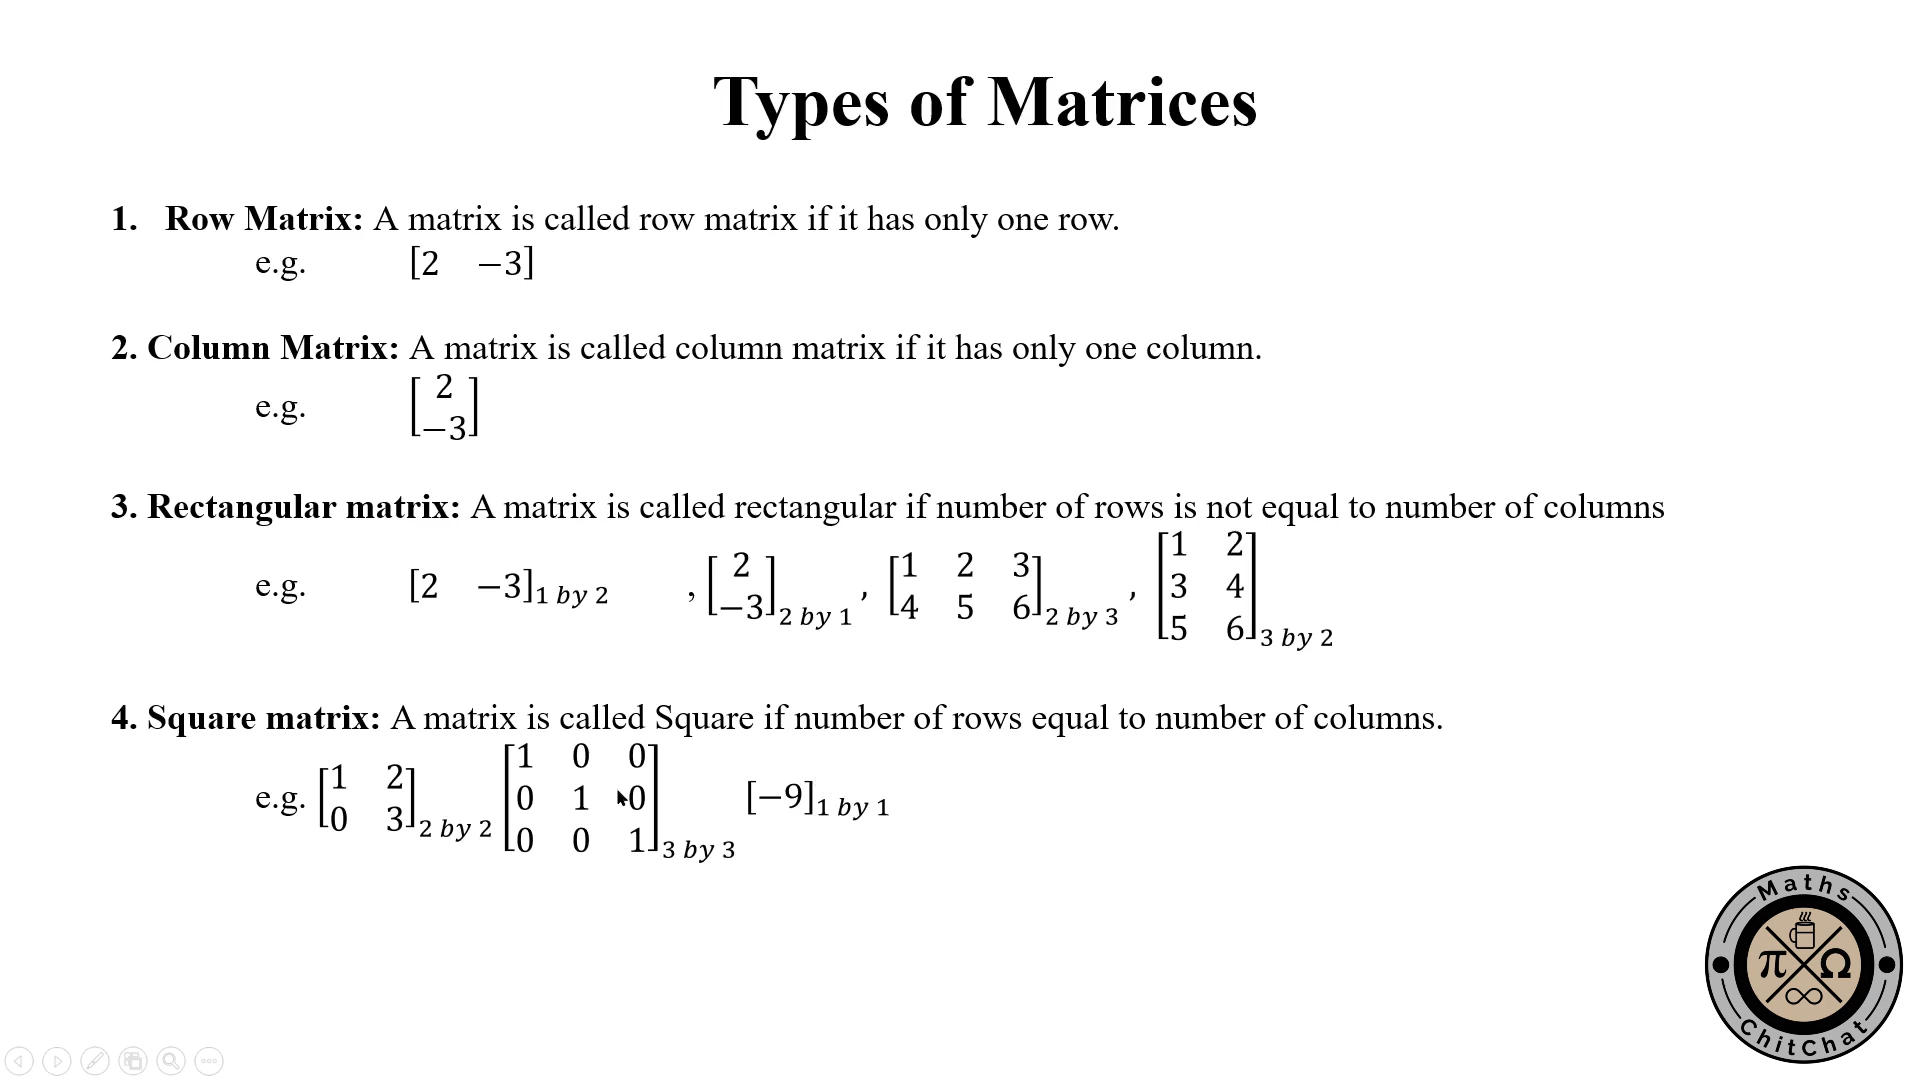 Types of Matrices
1. Row Matrix: A matrix is called row matrix if it has only one row.
e.g. [2 −3]
2. Column Matrix: A matrix is called column matrix if it has only one column.
e.g. [2
−3]
3. Rectangular matrix: A matrix is called rectangular if number of rows is not equal to number of columns
e.g. [2 −3]1 by 2 , [2; −3]2 by 1 , [1 2 3; 4 5 6]2 by 3 , [1 2; 3 4; 5 6]3 by 2
4. Square matrix: A matrix is called Square if number of rows equal to number of columns.
e.g. [1 2; 0 3]2 by 2 [1 0 0; 0 1 0; 0 0 1]3 by 3 [−9]1 by 1
Maths
π Ω
∞
ChitChat